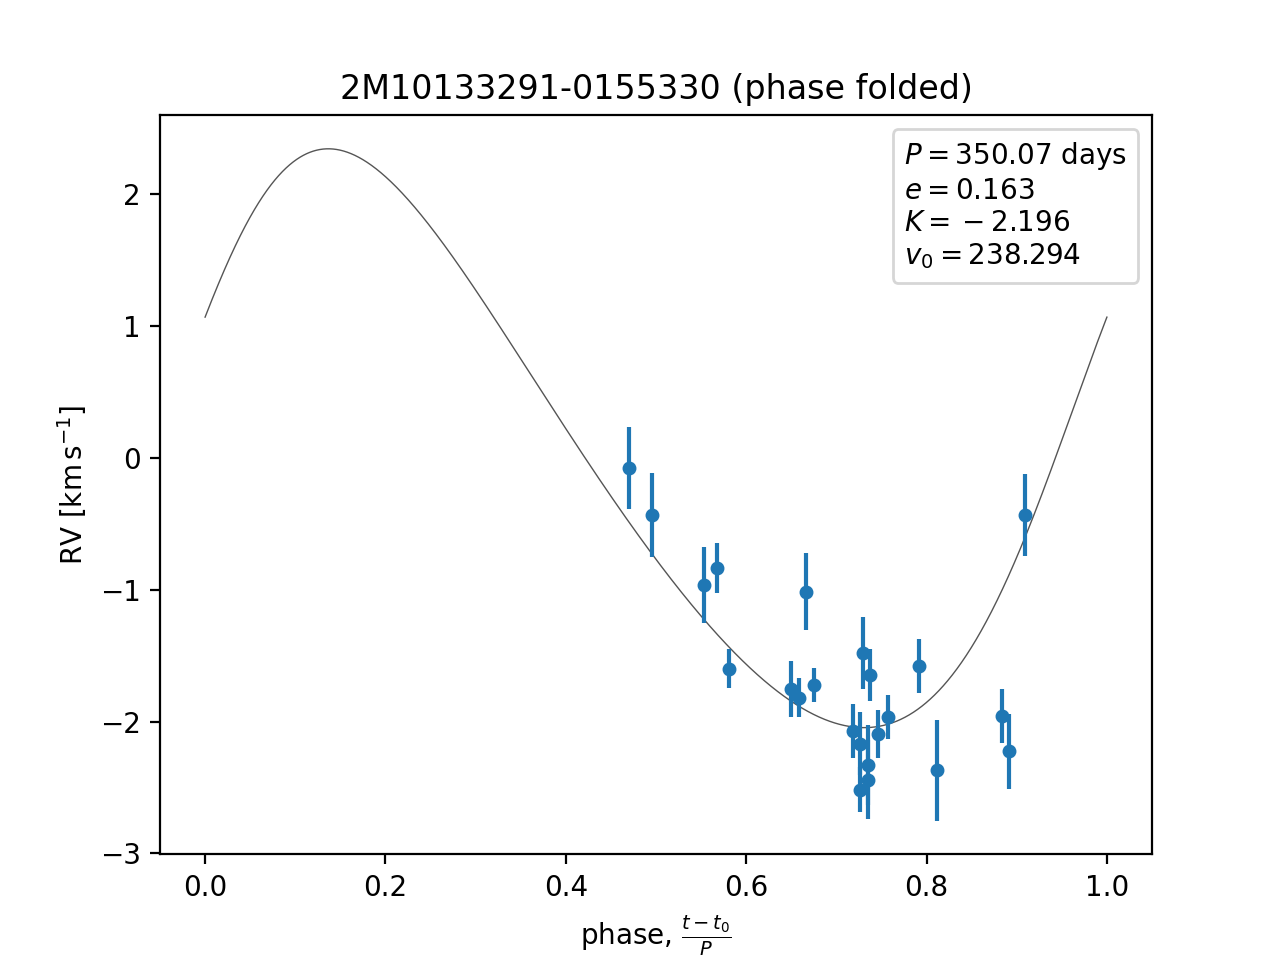 2M10133291-0155330 (phase folded)
P = 350.07 days
e = 0.163
K = −2.196
v₀ = 238.294
2
1
0
−1
−2
−3
RV [km s⁻¹]
0.0 0.2 0.4 0.6 0.8 1.0
phase, (t − t₀)/P